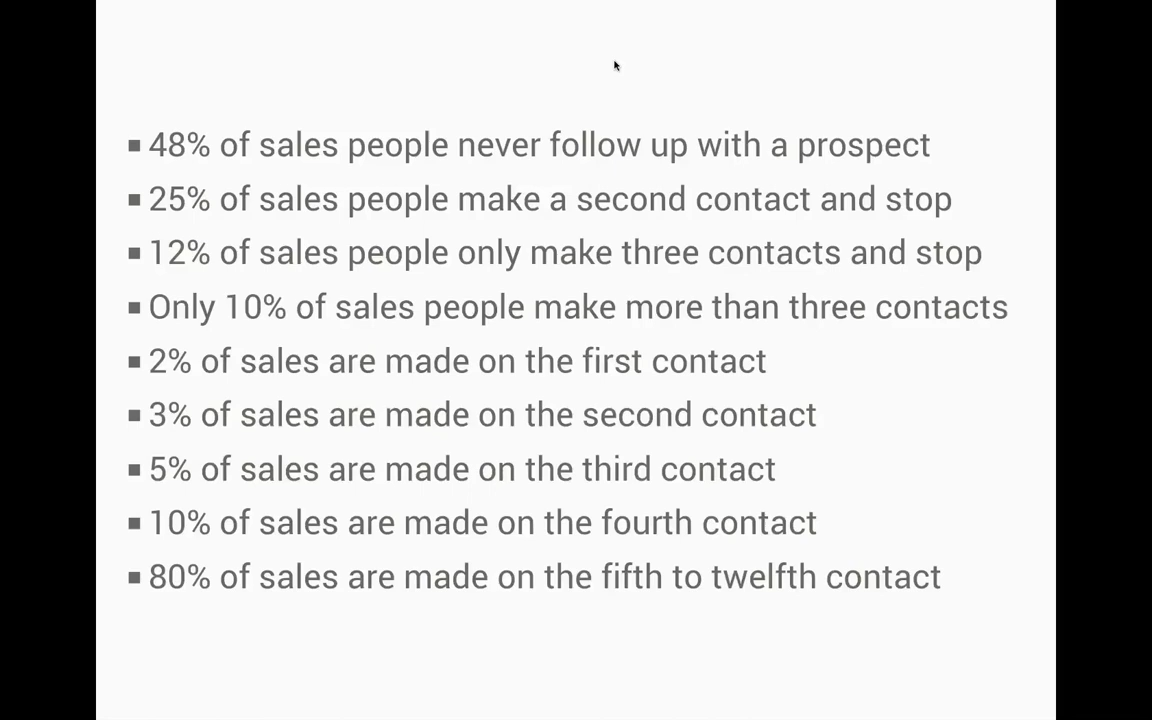 ▪ 48% of sales people never follow up with a prospect
▪ 25% of sales people make a second contact and stop
▪ 12% of sales people only make three contacts and stop
▪ Only 10% of sales people make more than three contacts
▪ 2% of sales are made on the first contact
▪ 3% of sales are made on the second contact
▪ 5% of sales are made on the third contact
▪ 10% of sales are made on the fourth contact
▪ 80% of sales are made on the fifth to twelfth contact